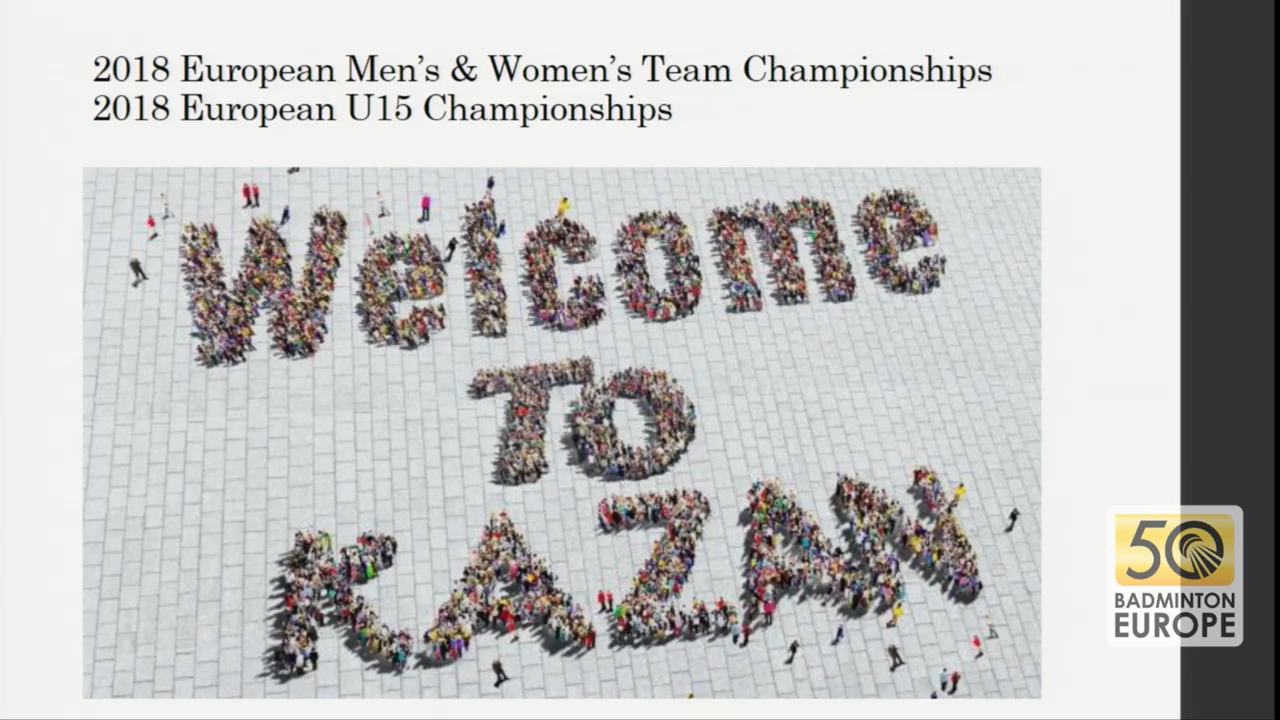 2018 European Men's & Women's Team Championships
2018 European U15 Championships
Welcome
TO
KAZAN
50
BADMINTON
EUROPE